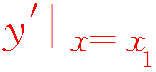 y′| x = x₁